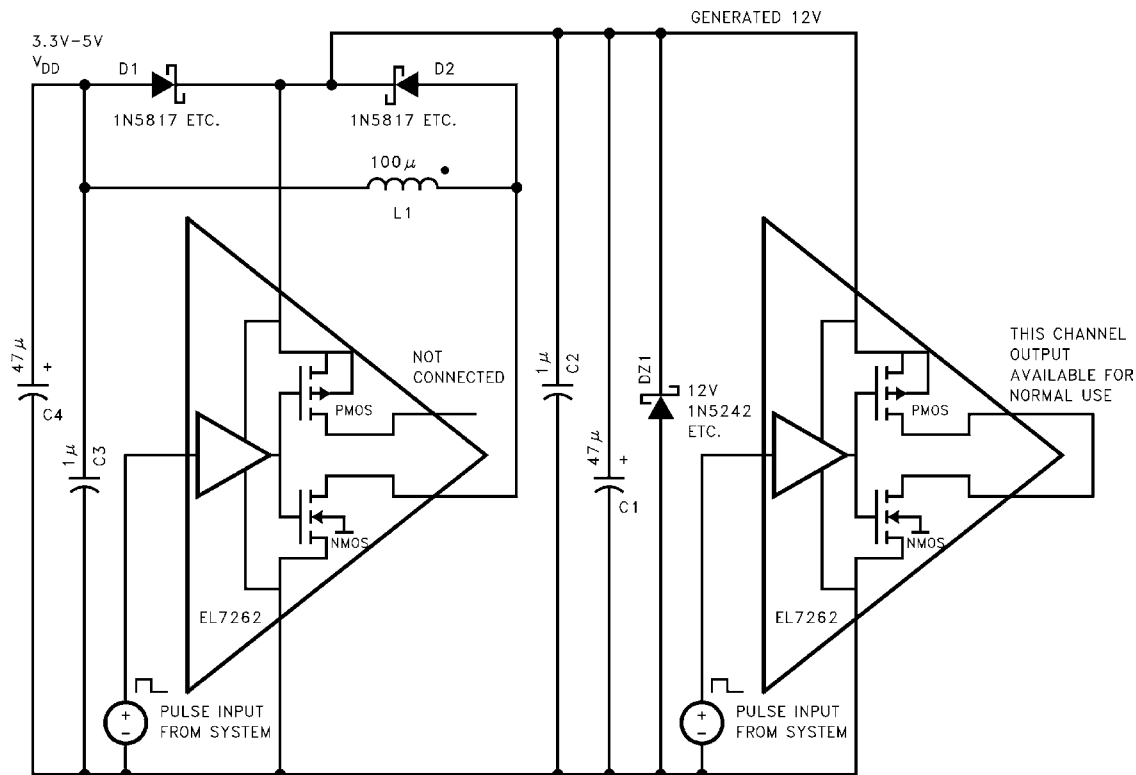 GENERATED 12V
3.3V–5V
VDD
D1
D2
1N5817 ETC.
1N5817 ETC.
100μ
L1
47μ
+
C4
1μ
C3
NOT
CONNECTED
PMOS
NMOS
EL7262
+
−
PULSE INPUT
FROM SYSTEM
1μ
C2
47μ
+
C1
DZ1
12V
1N5242
ETC.
THIS CHANNEL
OUTPUT
AVAILABLE FOR
NORMAL USE
PMOS
NMOS
EL7262
+
−
PULSE INPUT
FROM SYSTEM